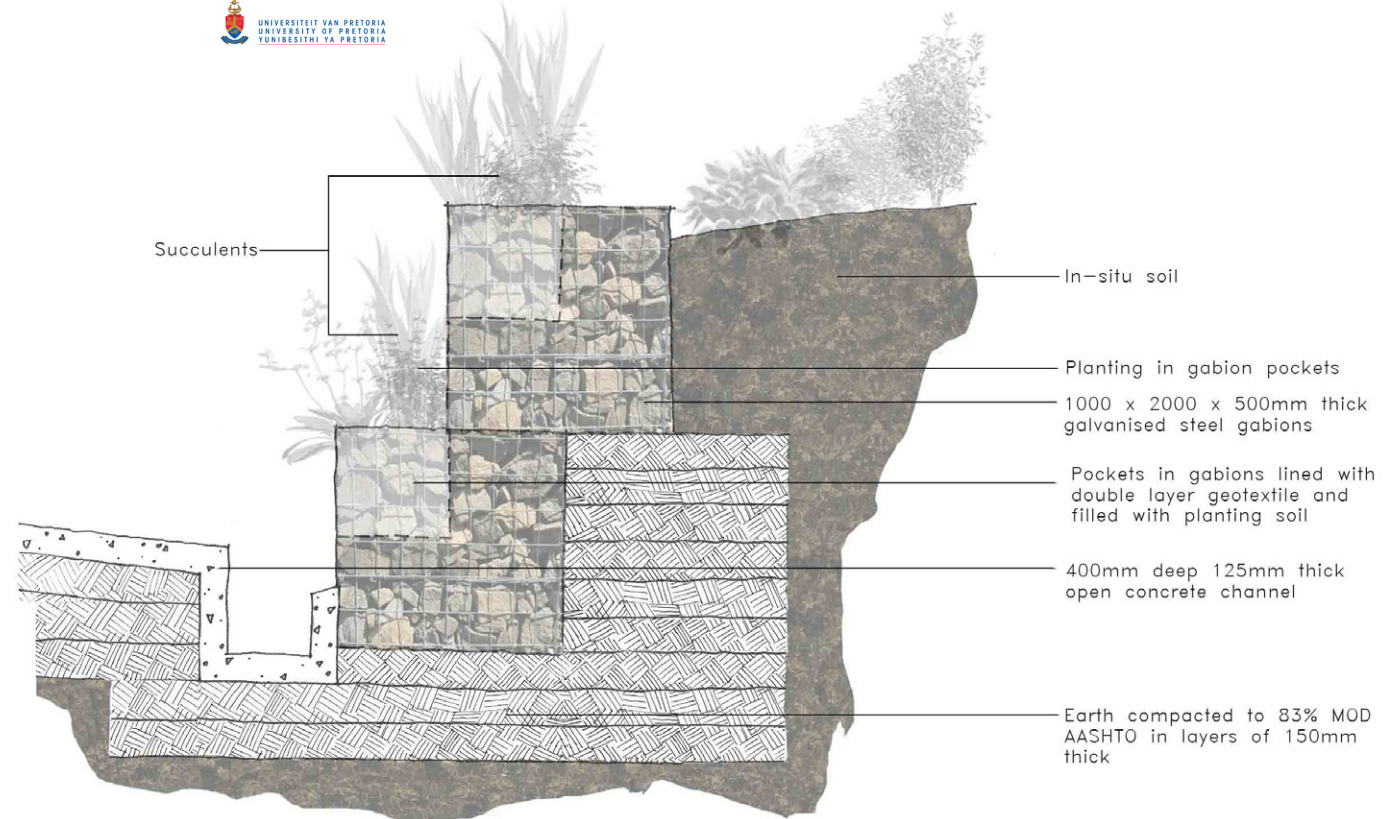 UNIVERSITEIT VAN PRETORIA
UNIVERSITY OF PRETORIA
YUNIBESITHI YA PRETORIA
Succulents
In-situ soil
Planting in gabion pockets
1000 x 2000 x 500mm thick
galvanised steel gabions
Pockets in gabions lined with
double layer geotextile and
filled with planting soil
400mm deep 125mm thick
open concrete channel
Earth compacted to 83% MOD
AASHTO in layers of 150mm
thick